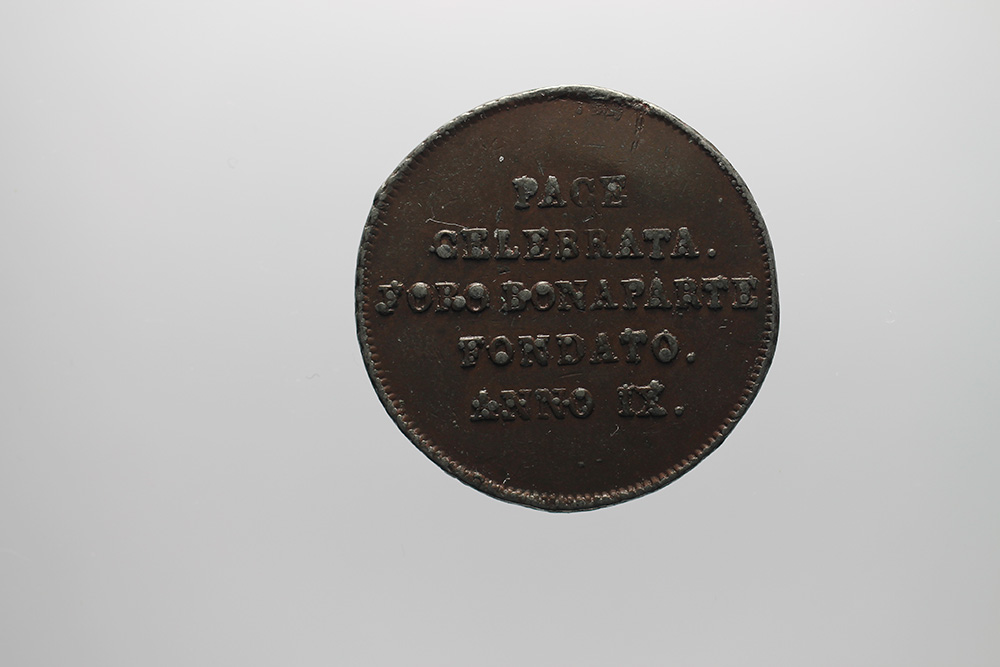 PACE
CELEBRATA.
FORO BONAPARTE
FONDATO.
ANNO IX.